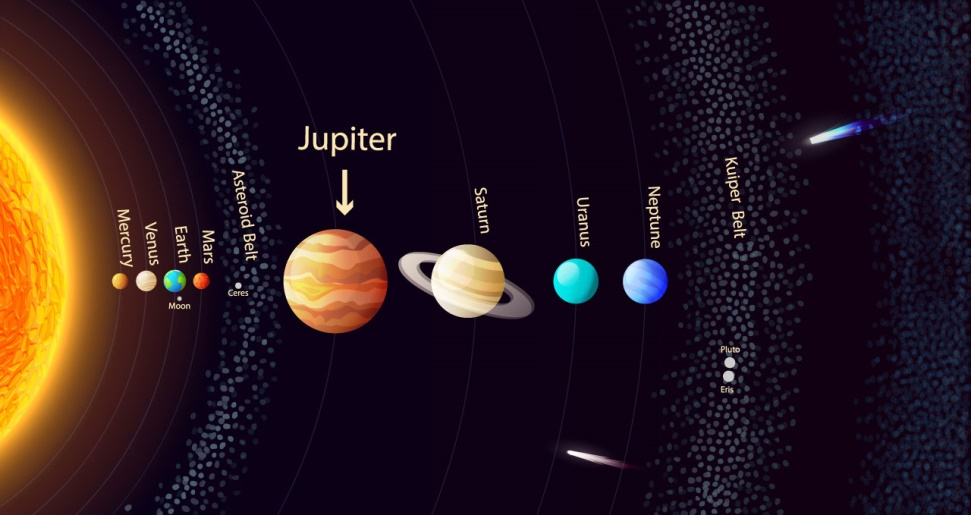 Jupiter
Mercury
Venus
Earth
Moon
Mars
Asteroid Belt
Ceres
Saturn
Uranus
Neptune
Kuiper Belt
Pluto
Eris